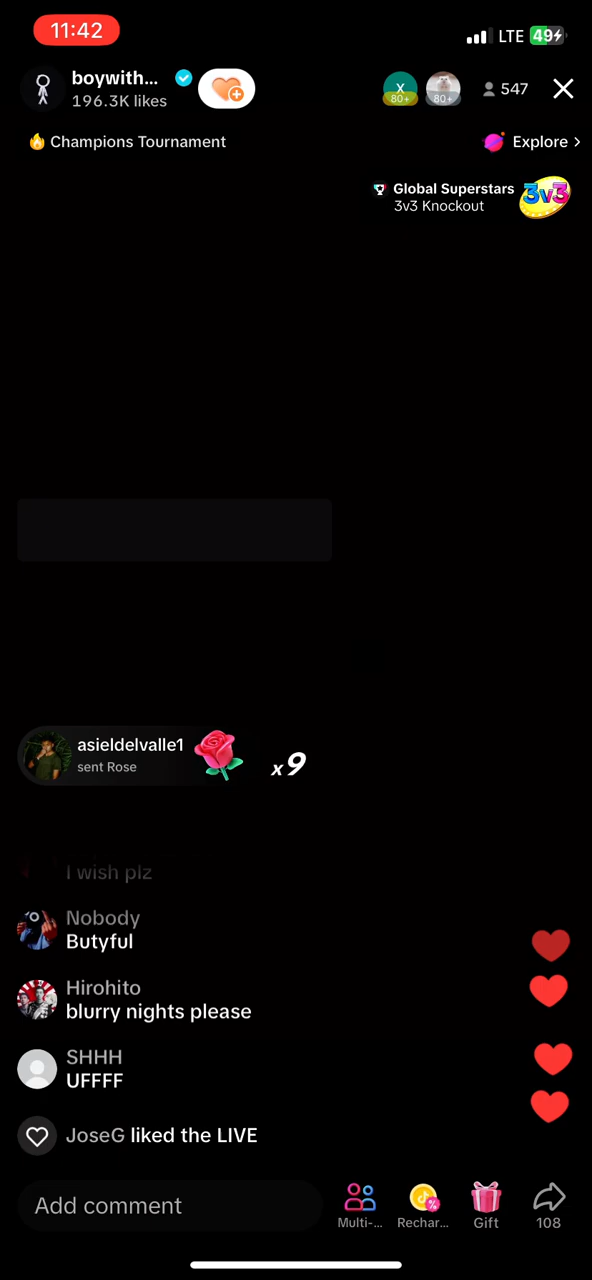 11:42
LTE 49
boywith...
196.3K likes
X
80+
80+
547
Champions Tournament
Explore >
Global Superstars
3v3 Knockout
3v3
asieldelvalle1
sent Rose
x9
I wish plz
Nobody
Butyful
Hirohito
blurry nights please
SHHH
UFFFF
JoseG liked the LIVE
Add comment
Multi-...
Rechar...
Gift
108